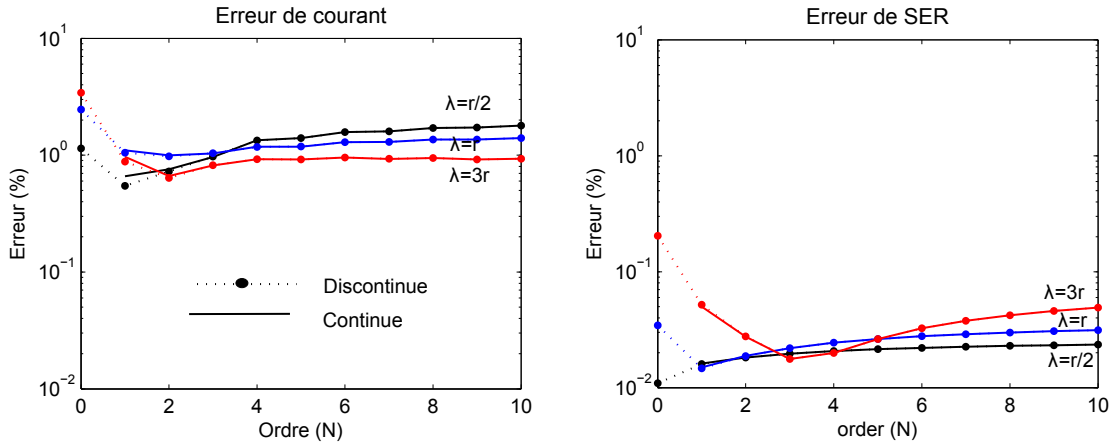 Erreur de courant
10^1
10^0
10^-1
10^-2
Erreur (%)
0 2 4 6 8 10
Ordre (N)
λ=r/2
λ=r
λ=3r
Discontinue
Continue
Erreur de SER
10^1
10^0
10^-1
10^-2
Erreur (%)
0 2 4 6 8 10
order (N)
λ=3r
λ=r
λ=r/2